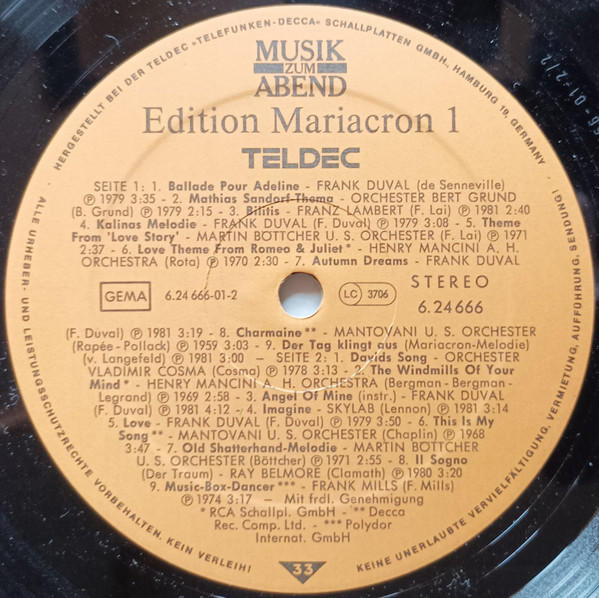 HERGESTELLT BEI DER TELDEC »TELEFUNKEN-DECCA« SCHALLPLATTEN GMBH., HAMBURG 19, GERMANY
MUSIK
ZUM
ABEND
Edition Mariacron 1
TELDEC
SEITE 1: 1. Ballade Pour Adeline - FRANK DUVAL (de Senneville)
Ⓟ 1979 3:35 - 2. Mathias Sandorf-Thema - ORCHESTER BERT GRUND
(B. Grund) Ⓟ 1979 2:15 - 3. Bilitis - FRANZ LAMBERT (F. Lai) Ⓟ 1981 2:40
4. Kalinas Melodie - FRANK DUVAL (F. Duval) Ⓟ 1979 3:08 - 5. Theme
From 'Love Story' - MARTIN BÖTTCHER U. S. ORCHESTER (F. Lai) Ⓟ 1971
2:37 - 6. Love Theme From Romeo & Juliet* - HENRY MANCINI A. H.
ORCHESTRA (Rota) Ⓟ 1970 2:30 - 7. Autumn Dreams - FRANK DUVAL
GEMA
6.24 666-01-2
LC 3706
STEREO
6.24666
(F. Duval) Ⓟ 1981 3:19 - 8. Charmaine** - MANTOVANI U. S. ORCHESTER
(Rapée-Pollack) Ⓟ 1959 3:03 - 9. Der Tag klingt aus (Mariacron-Melodie)
(v. Langefeld) Ⓟ 1981 3:00 — SEITE 2: 1. Davids Song - ORCHESTER
VLADIMIR COSMA (Cosma) Ⓟ 1978 3:13 - 2. The Windmills Of Your
Mind* - HENRY MANCINI A. H. ORCHESTRA (Bergman-Bergman-
Legrand) Ⓟ 1969 2:58 - 3. Angel Of Mine (instr.) - FRANK DUVAL
(F. Duval) Ⓟ 1981 4:12 - 4. Imagine - SKYLAB (Lennon) Ⓟ 1981 3:14
5. Love - FRANK DUVAL (F. Duval) Ⓟ 1979 3:50 - 6. This Is My
Song** - MANTOVANI U. S. ORCHESTER (Chaplin) Ⓟ 1968
3:47 - 7. Old Shatterhand-Melodie - MARTIN BÖTTCHER
U. S. ORCHESTER (Böttcher) Ⓟ 1971 2:55 - 8. Il Sogno
(Der Traum) - RAY BELMORE (Clamath) Ⓟ 1980 3:20
9. Music-Box-Dancer*** - FRANK MILLS (F. Mills)
Ⓟ 1974 3:17 — Mit frdl. Genehmigung
* RCA Schallpl. GmbH - ** Decca
Rec. Comp. Ltd. - *** Polydor
Internat. GmbH
33
ALLE URHEBER- UND LEISTUNGSSCHUTZRECHTE VORBEHALTEN. KEIN VERLEIH! KEINE UNERLAUBTE VERVIELFÄLTIGUNG, VERMIETUNG, AUFFÜHRUNG, SENDUNG!